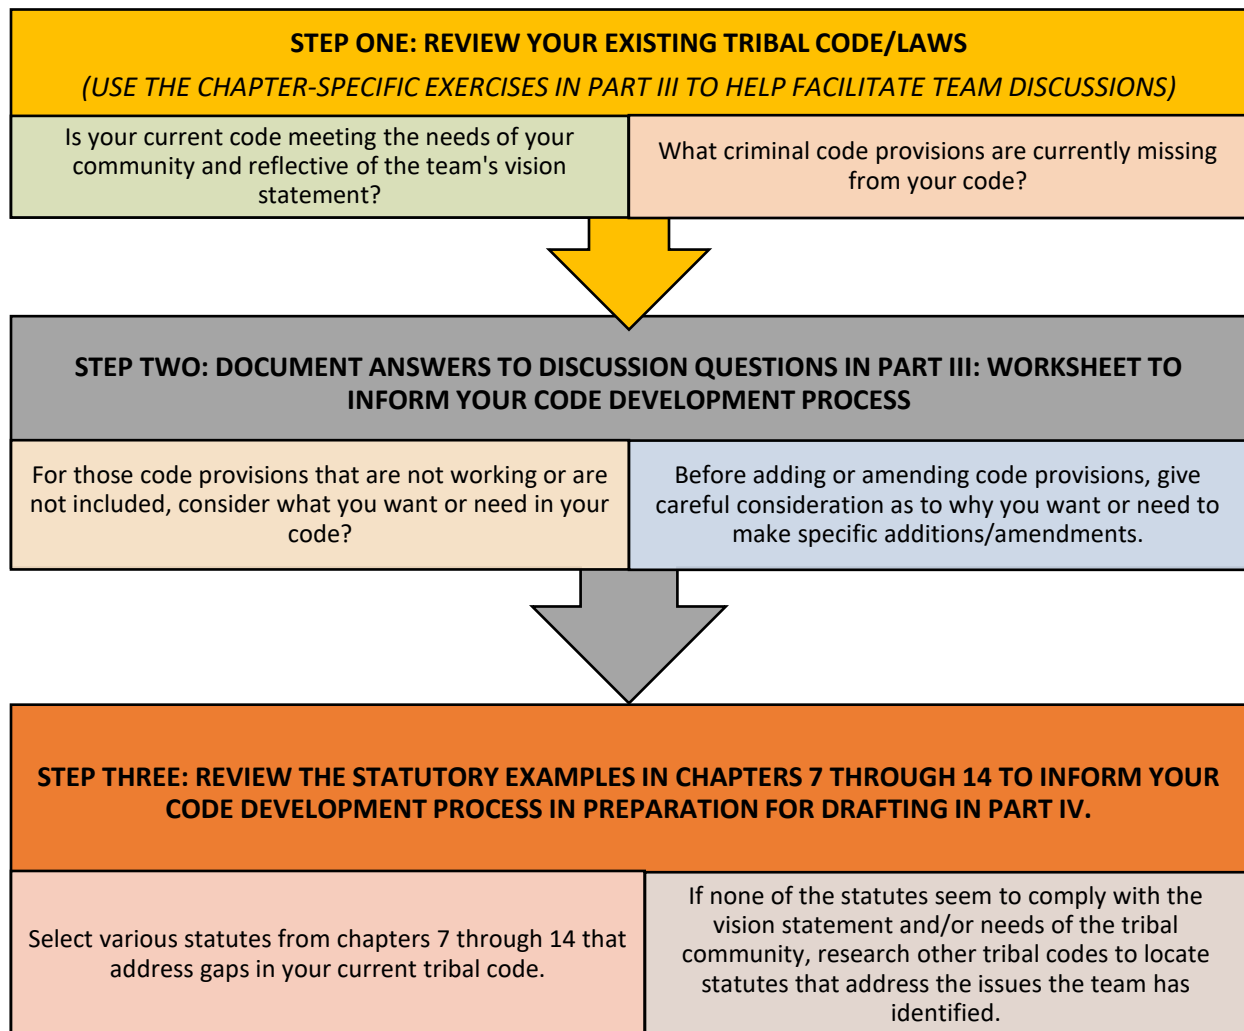 STEP ONE: REVIEW YOUR EXISTING TRIBAL CODE/LAWS
(USE THE CHAPTER-SPECIFIC EXERCISES IN PART III TO HELP FACILITATE TEAM DISCUSSIONS)
Is your current code meeting the needs of your
community and reflective of the team's vision
statement?
What criminal code provisions are currently missing
from your code?
STEP TWO: DOCUMENT ANSWERS TO DISCUSSION QUESTIONS IN PART III: WORKSHEET TO
INFORM YOUR CODE DEVELOPMENT PROCESS
For those code provisions that are not working or are
not included, consider what you want or need in your
code?
Before adding or amending code provisions, give
careful consideration as to why you want or need to
make specific additions/amendments.
STEP THREE: REVIEW THE STATUTORY EXAMPLES IN CHAPTERS 7 THROUGH 14 TO INFORM YOUR
CODE DEVELOPMENT PROCESS IN PREPARATION FOR DRAFTING IN PART IV.
Select various statutes from chapters 7 through 14 that
address gaps in your current tribal code.
If none of the statutes seem to comply with the
vision statement and/or needs of the tribal
community, research other tribal codes to locate
statutes that address the issues the team has
identified.